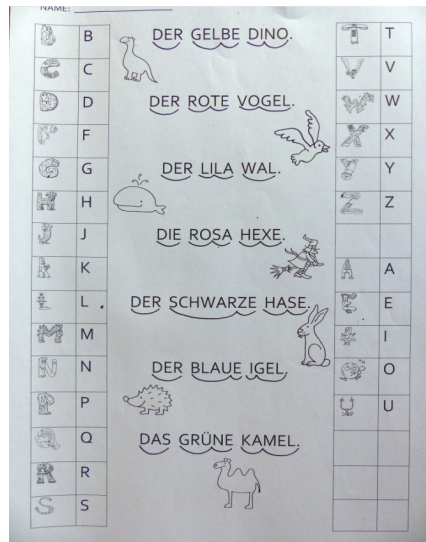 NAME:
B
C
D
F
G
H
J
K
L
M
N
P
Q
R
S
DER GELBE DINO.
DER ROTE VOGEL.
DER LILA WAL.
DIE ROSA HEXE.
DER SCHWARZE HASE.
DER BLAUE IGEL.
DAS GRÜNE KAMEL.
T
V
W
X
Y
Z
A
E
I
O
U